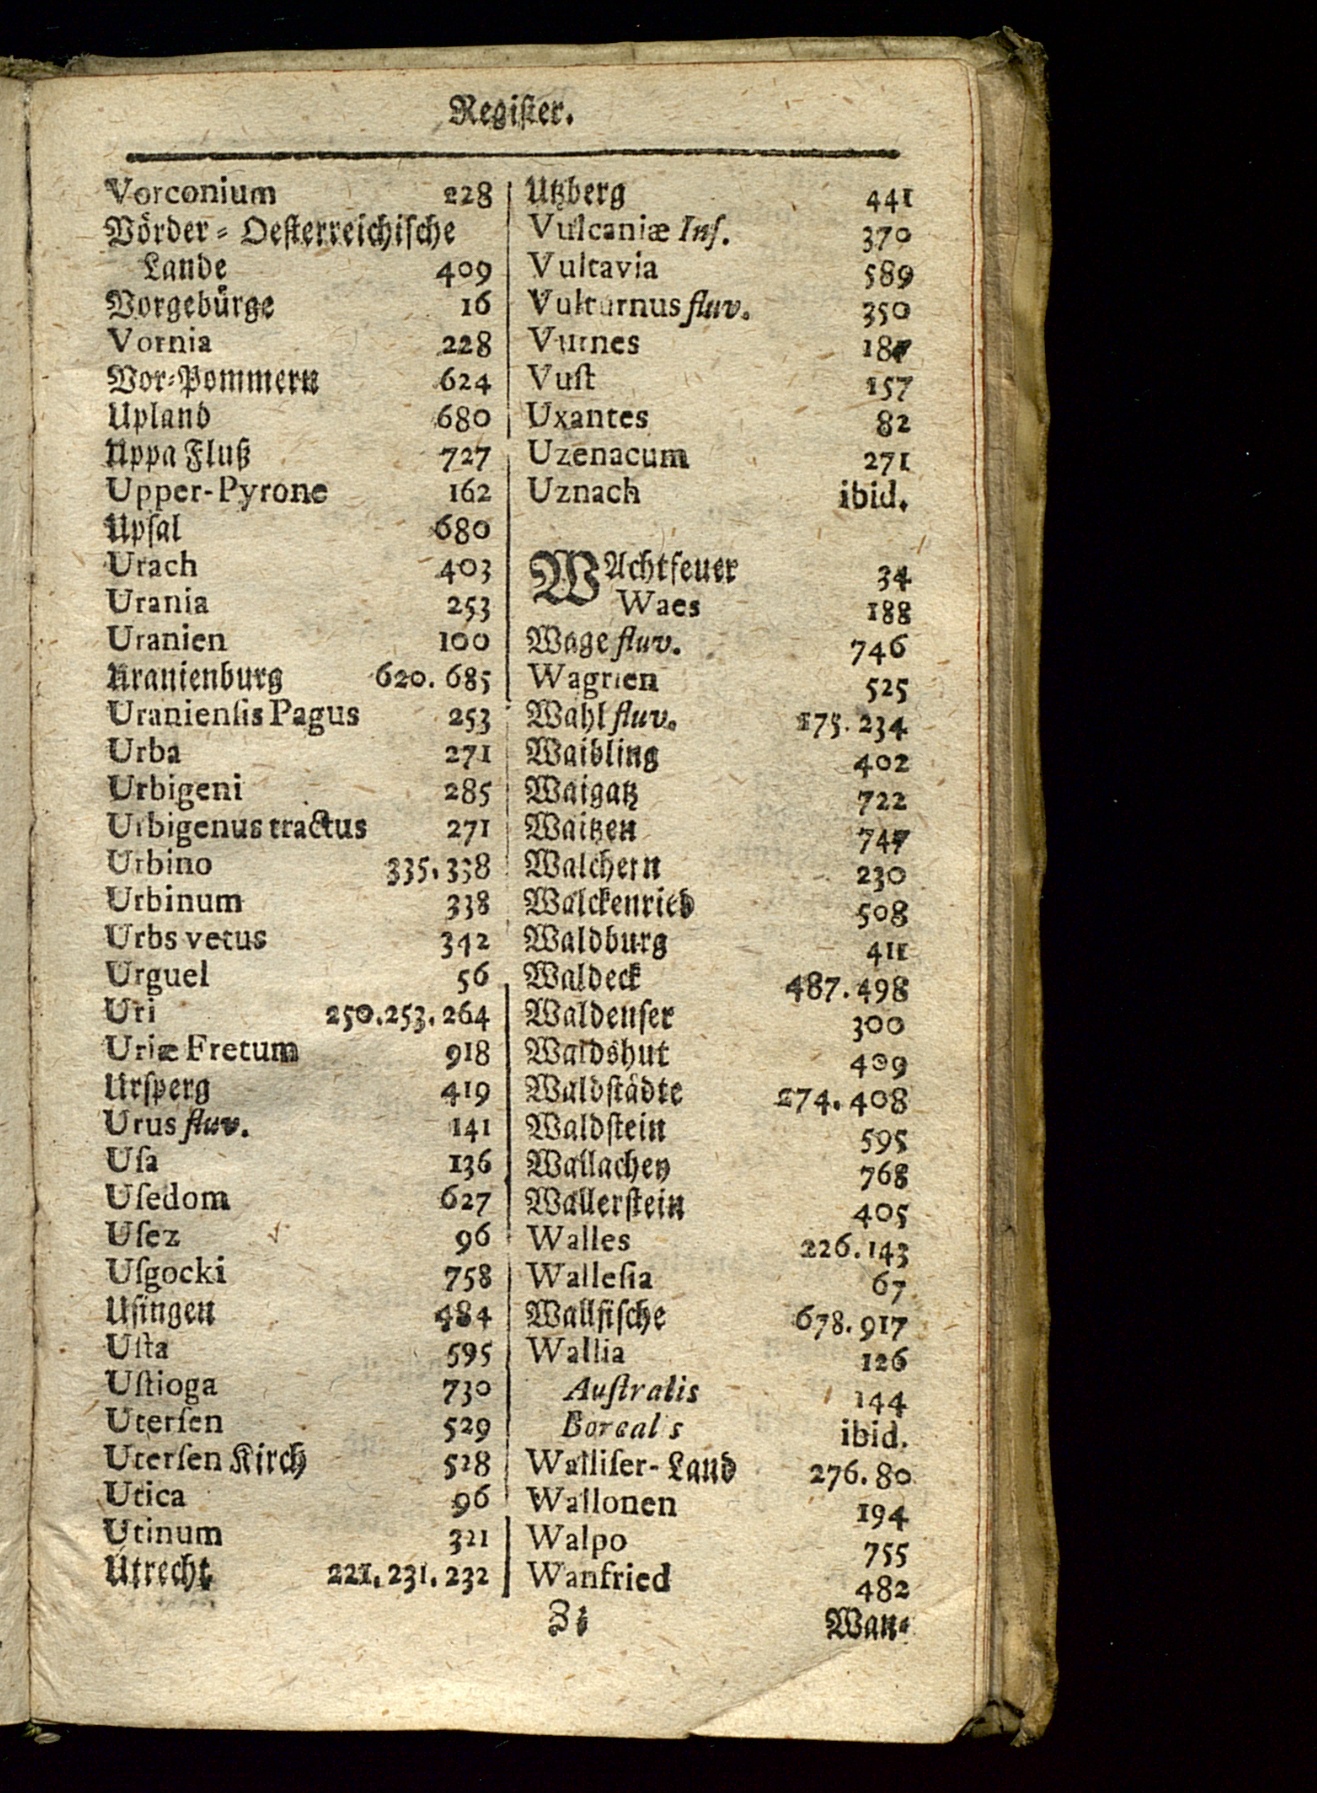 Regiſter.
Vorconium 228
Vörder-Oeſterreichiſche
Lande 409
Vorgebürge 16
Vornia 228
Vor-Pommern 624
Upland 680
Uppa Fluß 727
Upper-Pyrone 162
Upſal 680
Urach 403
Urania 253
Uranien 100
Uranienburg 620. 685
Uranienſis Pagus 253
Urba 271
Urbigeni 285
Urbigenus tractus 271
Urbino 335. 338
Urbinum 338
Urbs vetus 342
Urguel 56
Uri 250. 253. 264
Uriæ Fretum 918
Urſperg 419
Urus fluv. 141
Uſa 136
Uſedom 627
Uſez 96
Uſgocki 758
Uſingen 484
Uſta 595
Uſtioga 730
Uterſen 529
Uterſen Kirch 528
Utica 96
Utinum 321
Utrecht 221. 231. 232
Utzberg 441
Vulcaniæ Inſ. 370
Vultavia 589
Vulturnus fluv. 350
Vurnes 187
Vuſt 157
Uxantes 82
Uzenacum 271
Uznach ibid.
WAchtfeuer 34
Waes 188
Wage fluv. 746
Wagrien 525
Wahl fluv. 175. 234
Waibling 402
Waigatz 722
Waitzen 747
Walchern 230
Walckenried 508
Waldburg 411
Waldeck 487. 498
Waldenſer 300
Waldshut 409
Waldſtädte 274. 408
Waldſtein 595
Wallachey 768
Wallerſtein 405
Walles 226. 143
Walleſia 67
Wallfiſche 678. 917
Wallia 126
Auſtralis 144
Boreal s ibid.
Walliſer-Land 276. 80
Wallonen 194
Walpo 755
Wanfried 482
Wan-